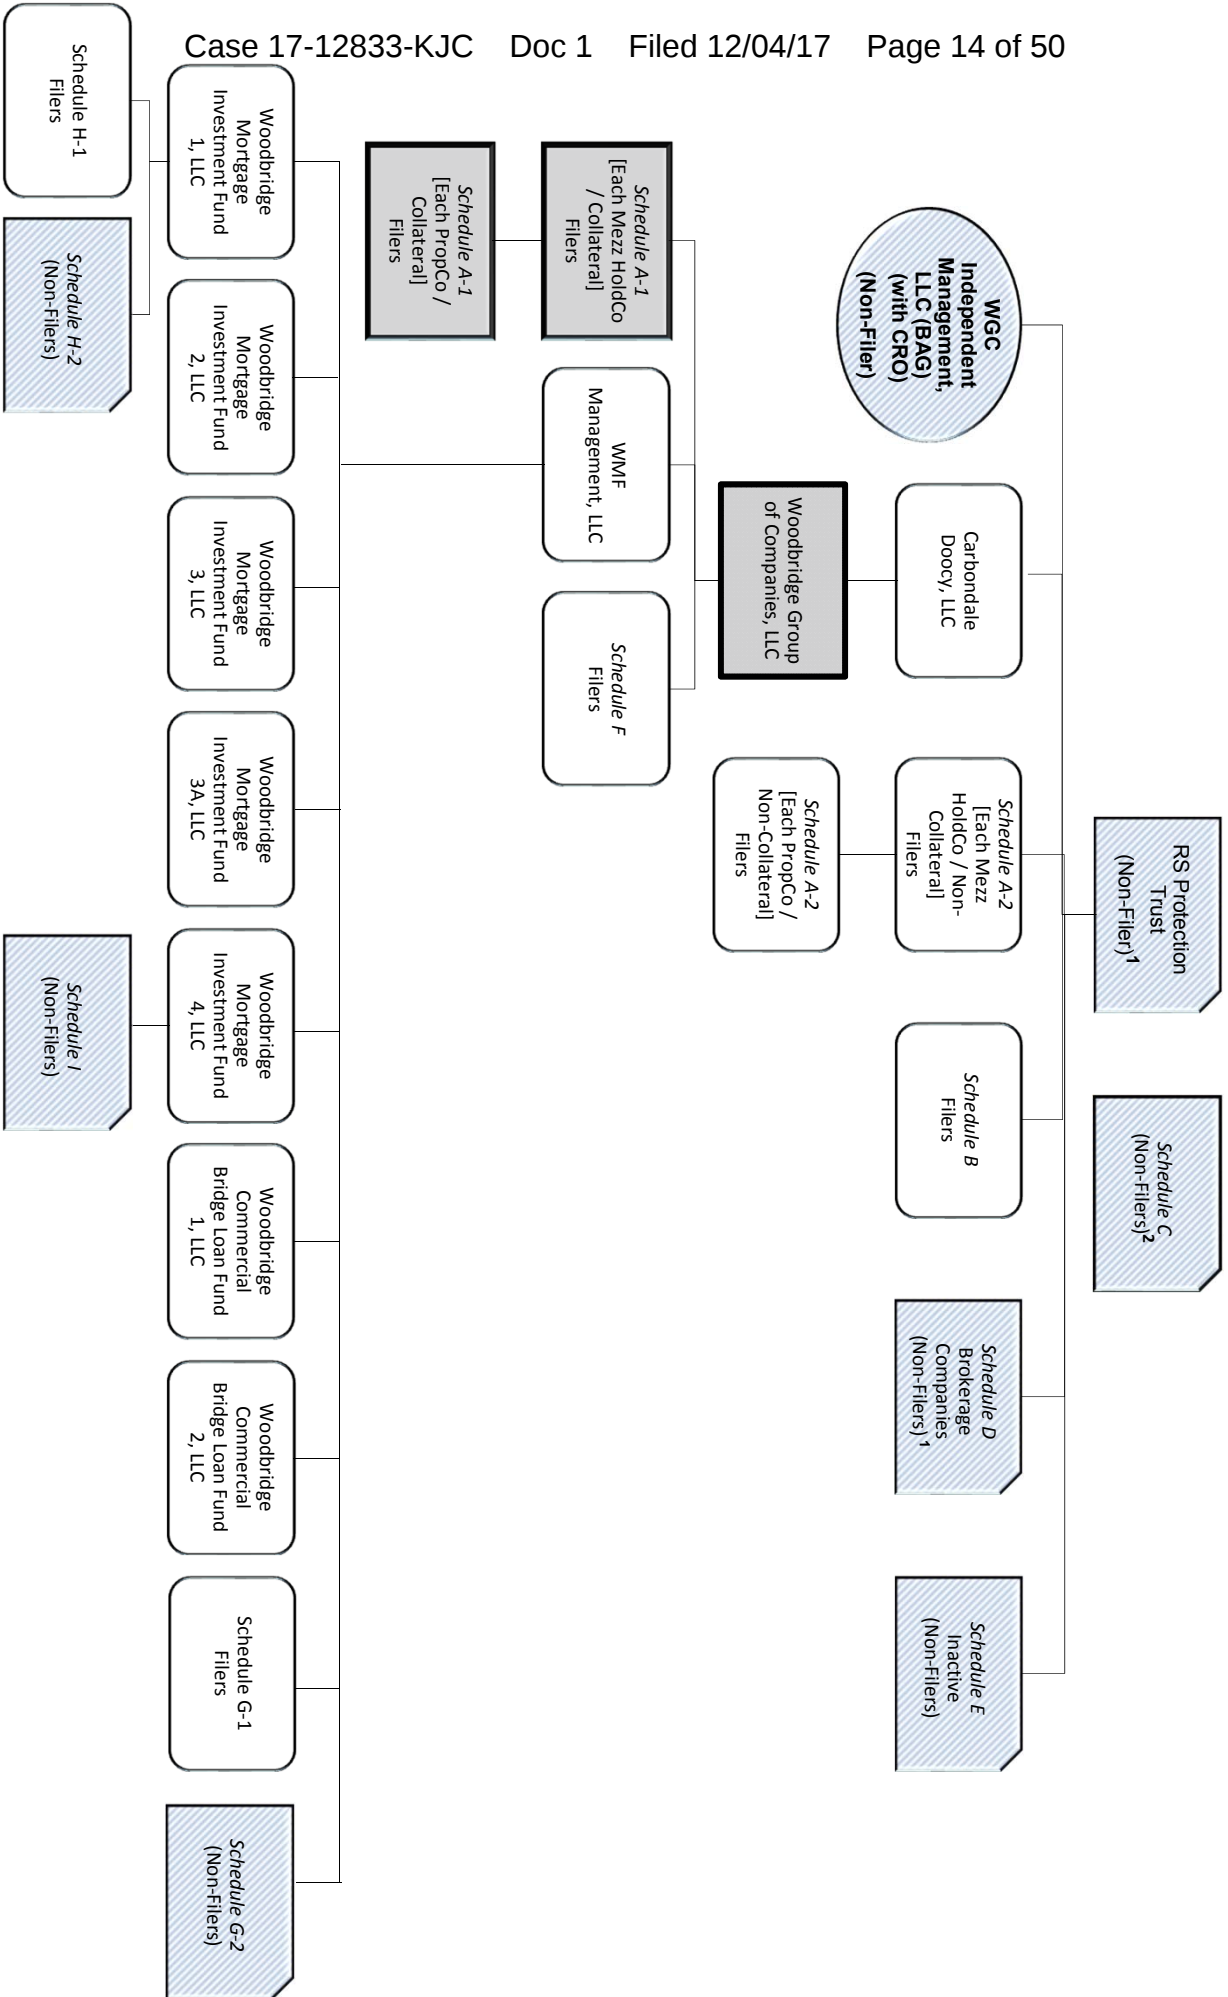 Case 17-12833-KJC Doc 1 Filed 12/04/17 Page 14 of 50
RS Protection
Trust
(Non-Filer)1
Schedule C
(Non-Filers)2
WGC
Independent
Management,
LLC (BAG)
(with CRO)
(Non-Filer)
Carbondale
Doocy, LLC
Schedule A-2
[Each Mezz
HoldCo / Non-
Collateral]
Filers
Schedule B
Filers
Schedule D
Brokerage
Companies
(Non-Filers)1
Schedule E
Inactive
(Non-Filers)
Woodbridge Group
of Companies, LLC
Schedule A-2
[Each PropCo /
Non-Collateral]
Filers
Schedule A-1
[Each Mezz HoldCo
/ Collateral]
Filers
WMF
Management, LLC
Schedule F
Filers
Schedule A-1
[Each PropCo /
Collateral]
Filers
Woodbridge
Mortgage
Investment Fund
1, LLC
Woodbridge
Mortgage
Investment Fund
2, LLC
Woodbridge
Mortgage
Investment Fund
3, LLC
Woodbridge
Mortgage
Investment Fund
3A, LLC
Woodbridge
Mortgage
Investment Fund
4, LLC
Woodbridge
Commercial
Bridge Loan Fund
1, LLC
Woodbridge
Commercial
Bridge Loan Fund
2, LLC
Schedule G-1
Filers
Schedule G-2
(Non-Filers)
Schedule H-1
Filers
Schedule H-2
(Non-Filers)
Schedule I
(Non-Filers)